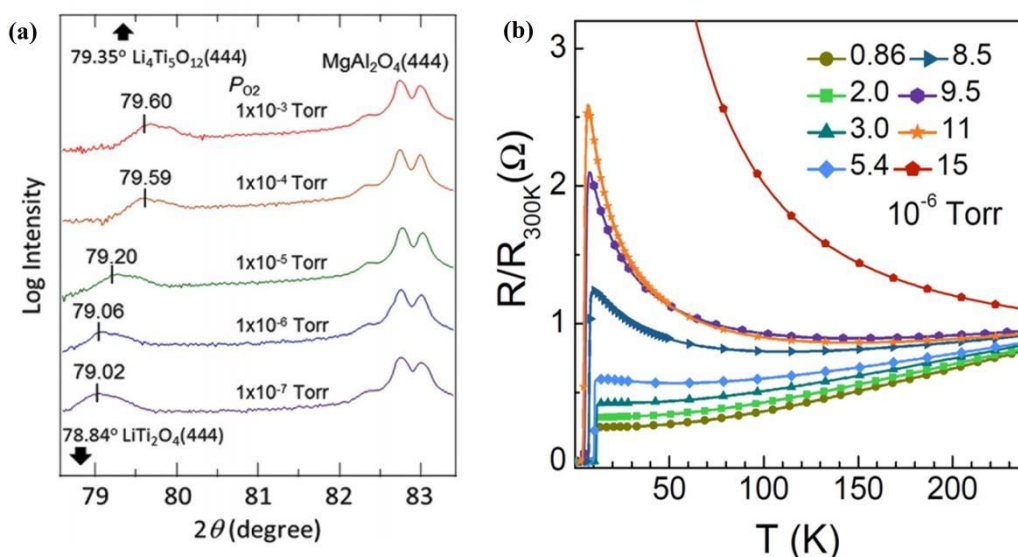 (a)
79.35° Li₄Ti₅O₁₂(444)
MgAl₂O₄(444)
P_O2
79.60
1x10⁻³ Torr
79.59
1x10⁻⁴ Torr
79.20
1x10⁻⁵ Torr
79.06
1x10⁻⁶ Torr
79.02
1x10⁻⁷ Torr
78.84° LiTi₂O₄(444)
Log Intensity
79 80 81 82 83
2θ (degree)
(b)
3
2
1
0
R/R₃₀₀K(Ω)
0.86 8.5
2.0 9.5
3.0 11
5.4 15
10⁻⁶ Torr
50 100 150 200
T (K)